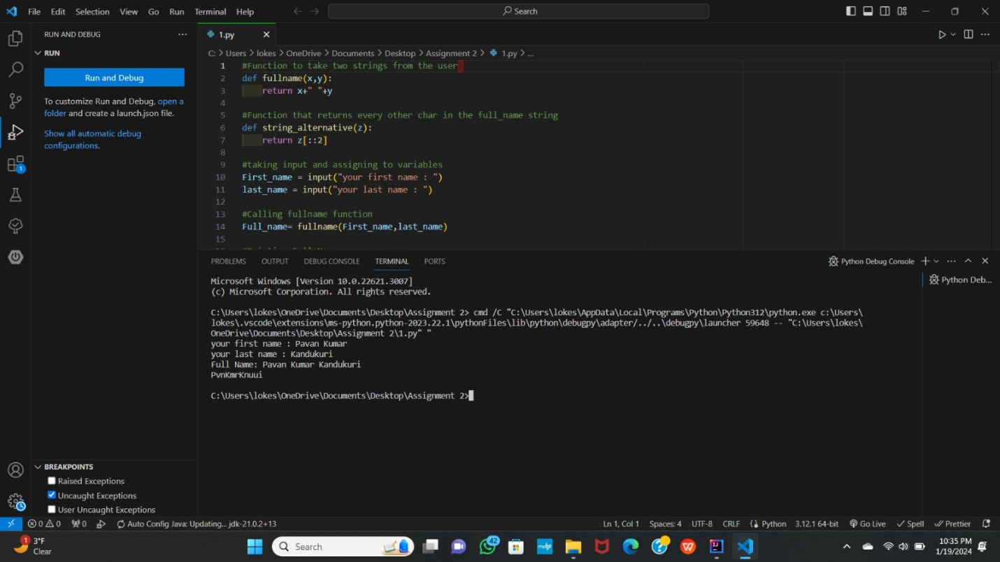 File Edit Selection View Go Run Terminal Help
Search
RUN AND DEBUG
RUN
Run and Debug
To customize Run and Debug, open a
folder and create a launch.json file.
Show all automatic debug
configurations.
1
1.py
C: > Users > lokes > OneDrive > Documents > Desktop > Assignment 2 > 1.py > ...
1 #Function to take two strings from the user
2 def fullname(x,y):
3 return x+" "+y
4
5 #Function that returns every other char in the full_name string
6 def string_alternative(z):
7 return z[::2]
8
9 #taking input and assigning to variables
10 First_name = input("your first name : ")
11 last_name = input("your last name : ")
12
13 #Calling fullname function
14 Full_name= fullname(First_name,last_name)
15
PROBLEMS OUTPUT DEBUG CONSOLE TERMINAL PORTS
Python Debug Console
Python Deb...
Microsoft Windows [Version 10.0.22621.3007]
(c) Microsoft Corporation. All rights reserved.
C:\Users\lokes\OneDrive\Documents\Desktop\Assignment 2> cmd /C "C:\Users\lokes\AppData\Local\Programs\Python\Python312\python.exe c:\Users\
lokes\.vscode\extensions\ms-python.python-2023.22.1\pythonFiles\lib\python\debugpy\adapter/../..\debugpy\launcher 59648 -- "C:\Users\lokes\
OneDrive\Documents\Desktop\Assignment 2\1.py" "
your first name : Pavan Kumar
your last name : Kandukuri
Full Name: Pavan Kumar Kandukuri
PvnKmrKnuui
C:\Users\lokes\OneDrive\Documents\Desktop\Assignment 2>
BREAKPOINTS
Raised Exceptions
Uncaught Exceptions
User Uncaught Exceptions
0 0 0 Auto Config Java: Updating... jdk-21.0.2+13
Ln 1, Col 1 Spaces: 4 UTF-8 CRLF Python 3.12.1 64-bit Go Live Spell Prettier
1
3°F
Clear
Search
42
myhp
10:35 PM
1/19/2024